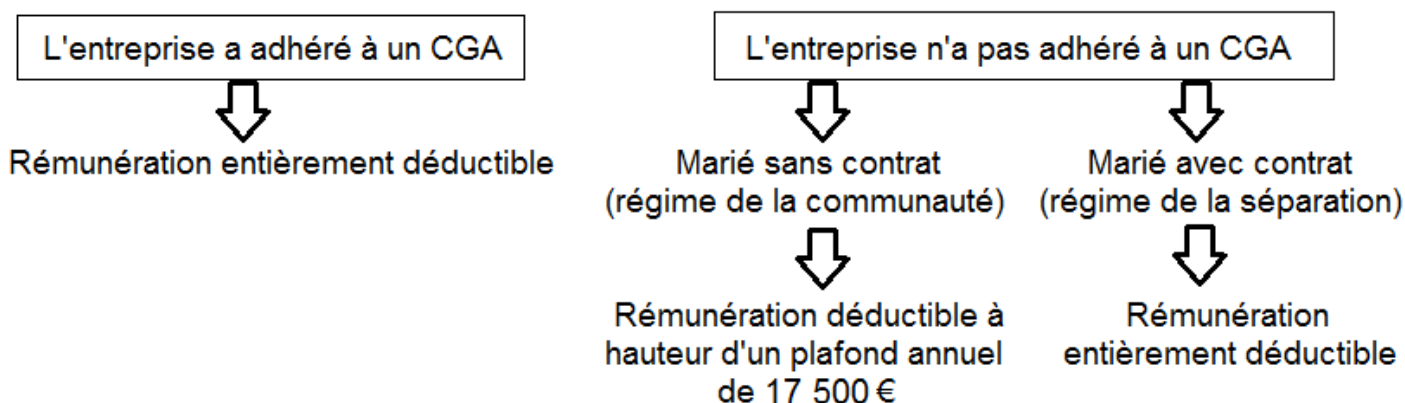 L'entreprise a adhéré à un CGA
Rémunération entièrement déductible
L'entreprise n'a pas adhéré à un CGA
Marié sans contrat
(régime de la communauté)
Rémunération déductible à
hauteur d'un plafond annuel
de 17 500 €
Marié avec contrat
(régime de la séparation)
Rémunération
entièrement déductible